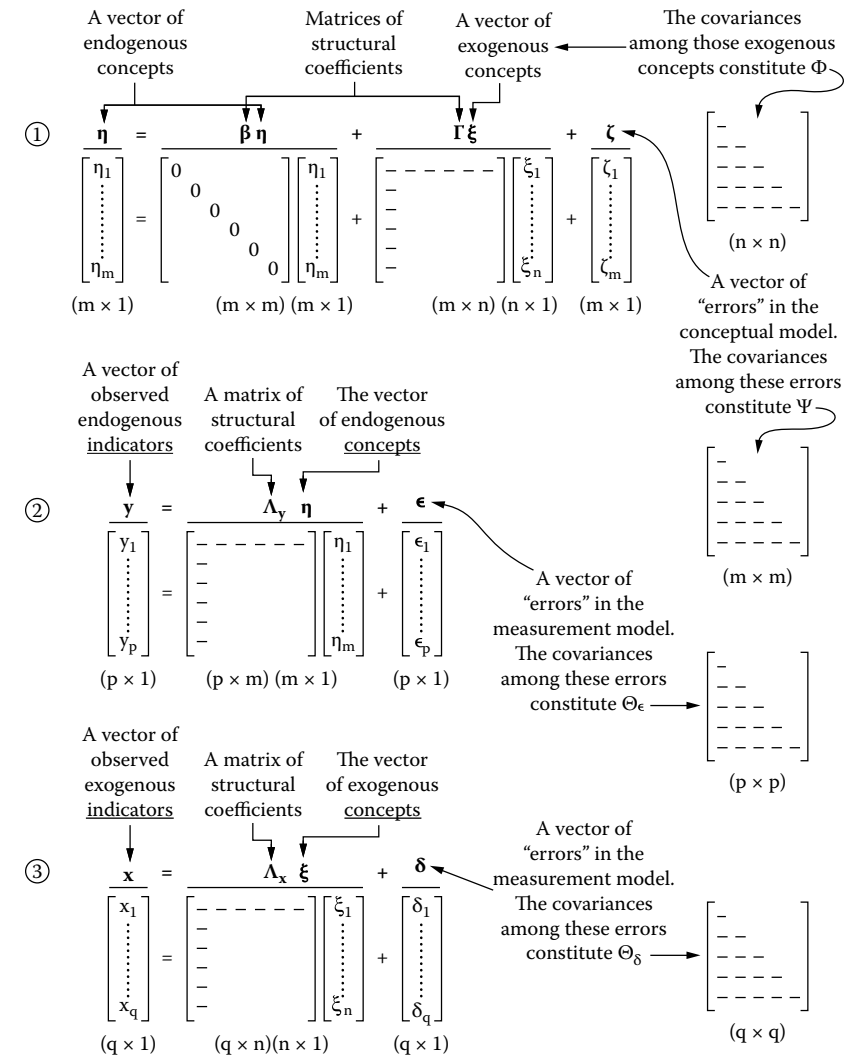 A vector of
endogenous
concepts
Matrices of
structural
coefficients
A vector of
exogenous
concepts
The covariances
among those exogenous
concepts constitute Φ
① η = β η + Γ ξ + ζ
η1 0 η1 – – – – – – ξ1 ζ1
0 –
0 –
= + +
0 –
0 –
ηm 0 ηm – ξn ζm
(m × 1) (m × m) (m × 1) (m × n) (n × 1) (m × 1)
–
– –
– – –
– – – –
– – – – –
(n × n)
A vector of
“errors” in the
conceptual model.
The covariances
among these errors
constitute Ψ
–
– –
– – –
– – – –
– – – – –
(m × m)
A vector of
observed
endogenous
indicators
A matrix of
structural
coefficients
The vector
of endogenous
concepts
② y = Λy η + ϵ
y1 – – – – – – η1 ϵ1
–
–
= +
–
–
yp – ηm ϵp
(p × 1) (p × m) (m × 1) (p × 1)
A vector of
“errors” in the
measurement model.
The covariances
among these errors
constitute Θϵ
–
– –
– – –
– – – –
– – – – –
(p × p)
A vector of
observed
exogenous
indicators
A matrix of
structural
coefficients
The vector
of exogenous
concepts
③ x = Λx ξ + δ
x1 – – – – – – ξ1 δ1
–
–
= +
–
–
xq – ξn δq
(q × 1) (q × n)(n × 1) (q × 1)
A vector of
“errors” in the
measurement model.
The covariances
among these errors
constitute Θδ
–
– –
– – –
– – – –
– – – – –
(q × q)